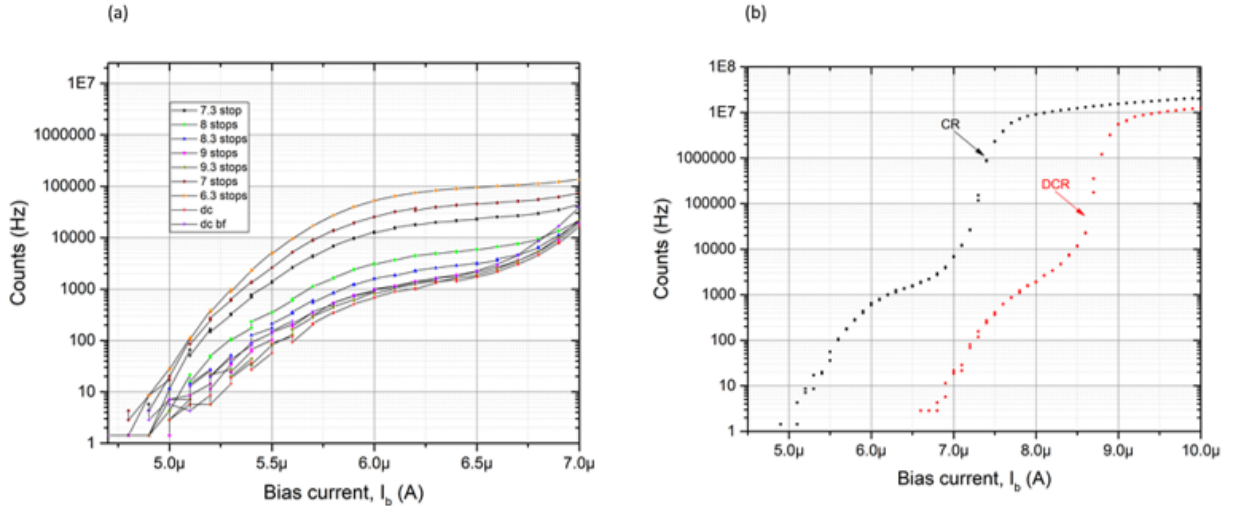 (a)
1E7
1000000
100000
10000
1000
100
10
1
Counts (Hz)
7.3 stop
8 stops
8.3 stops
9 stops
9.3 stops
7 stops
6.3 stops
dc
dc bf
5.0µ 5.5µ 6.0µ 6.5µ 7.0µ
Bias current, I_b (A)
(b)
1E8
1E7
1000000
100000
10000
1000
100
10
1
Counts (Hz)
CR
DCR
5.0µ 6.0µ 7.0µ 8.0µ 9.0µ 10.0µ
Bias current, I_b (A)